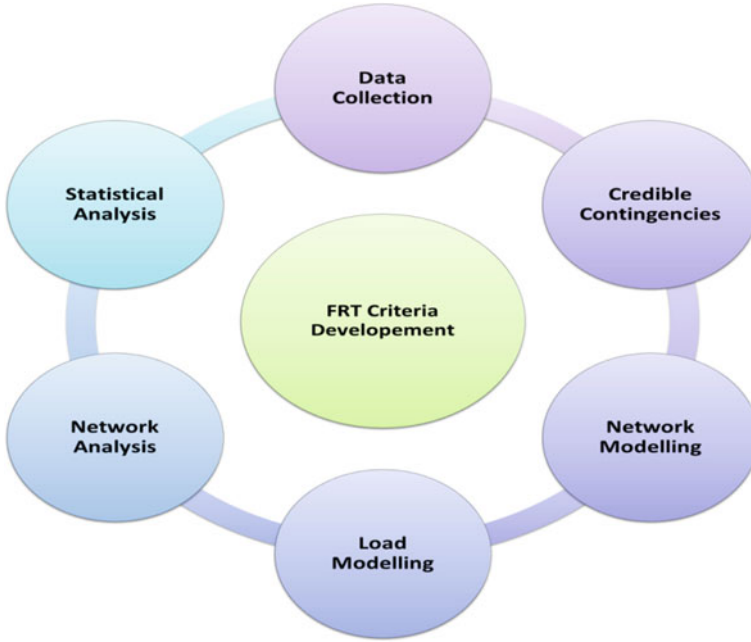 Data
Collection
Credible
Contingencies
Network
Modelling
Load
Modelling
Network
Analysis
Statistical
Analysis
FRT Criteria
Developement